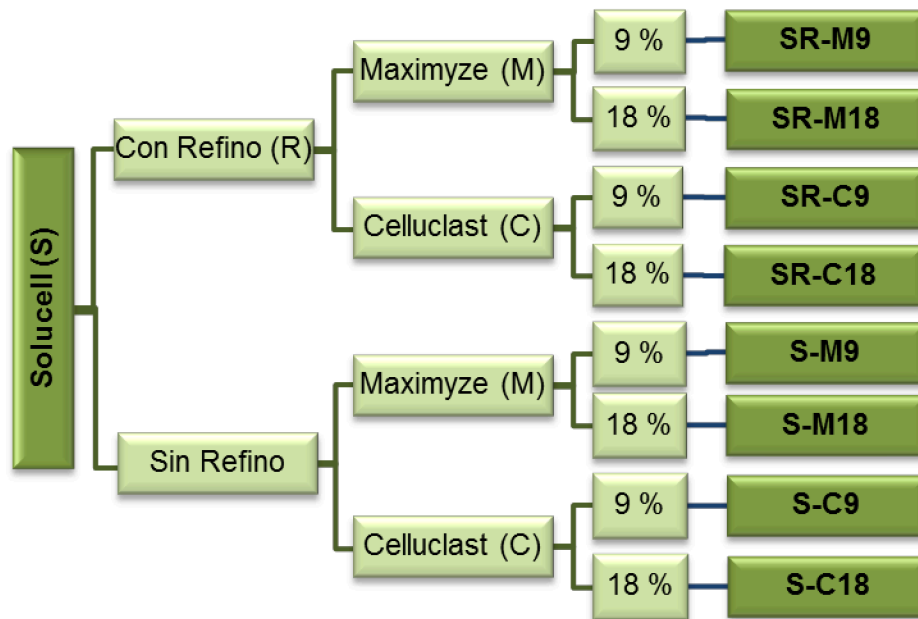 Solucell (S)
Con Refino (R)
Maximyze (M)
9 %
SR-M9
18 %
SR-M18
Celluclast (C)
9 %
SR-C9
18 %
SR-C18
Sin Refino
Maximyze (M)
9 %
S-M9
18 %
S-M18
Celluclast (C)
9 %
S-C9
18 %
S-C18